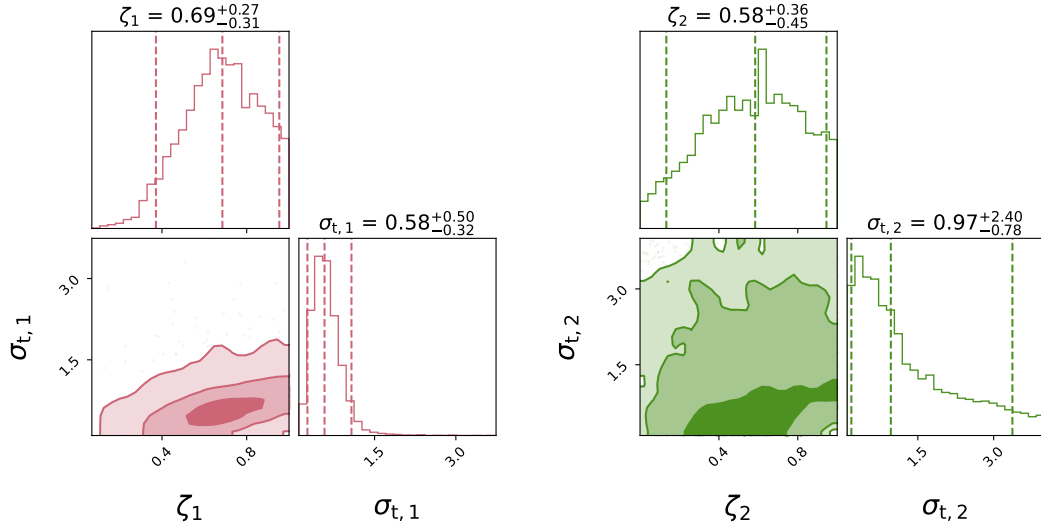 ζ₁ = 0.69⁺⁰·²⁷₋₀.₃₁
σₜ,₁ = 0.58⁺⁰·⁵⁰₋₀.₃₂
σₜ,₁
3.0
1.5
0.4
0.8
1.5
3.0
ζ₁
σₜ,₁
ζ₂ = 0.58⁺⁰·³⁶₋₀.₄₅
σₜ,₂ = 0.97⁺²·⁴⁰₋₀.₇₈
σₜ,₂
3.0
1.5
0.4
0.8
1.5
3.0
ζ₂
σₜ,₂